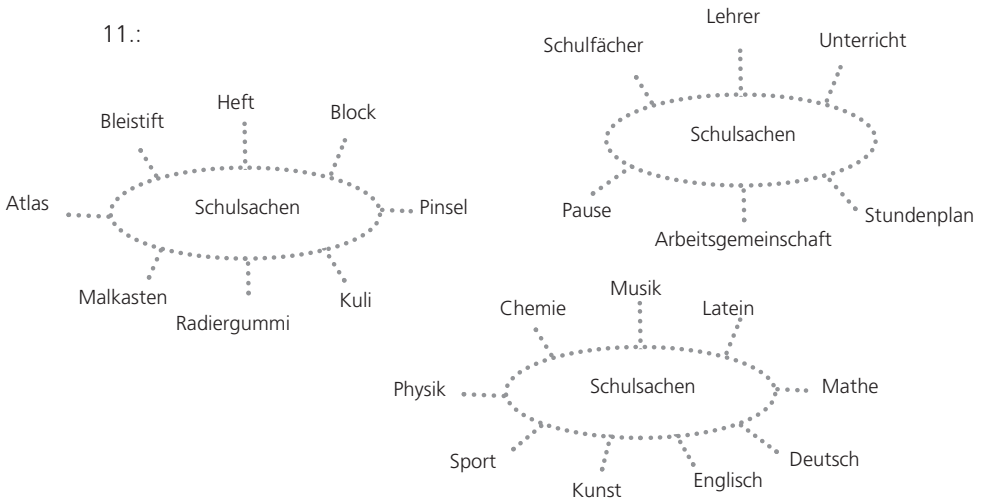 11.:
Heft
Bleistift
Block
Atlas
Schulsachen
Pinsel
Malkasten
Radiergummi
Kuli
Lehrer
Schulfächer
Unterricht
Schulsachen
Pause
Stundenplan
Arbeitsgemeinschaft
Musik
Chemie
Latein
Physik
Schulsachen
Mathe
Sport
Deutsch
Kunst
Englisch